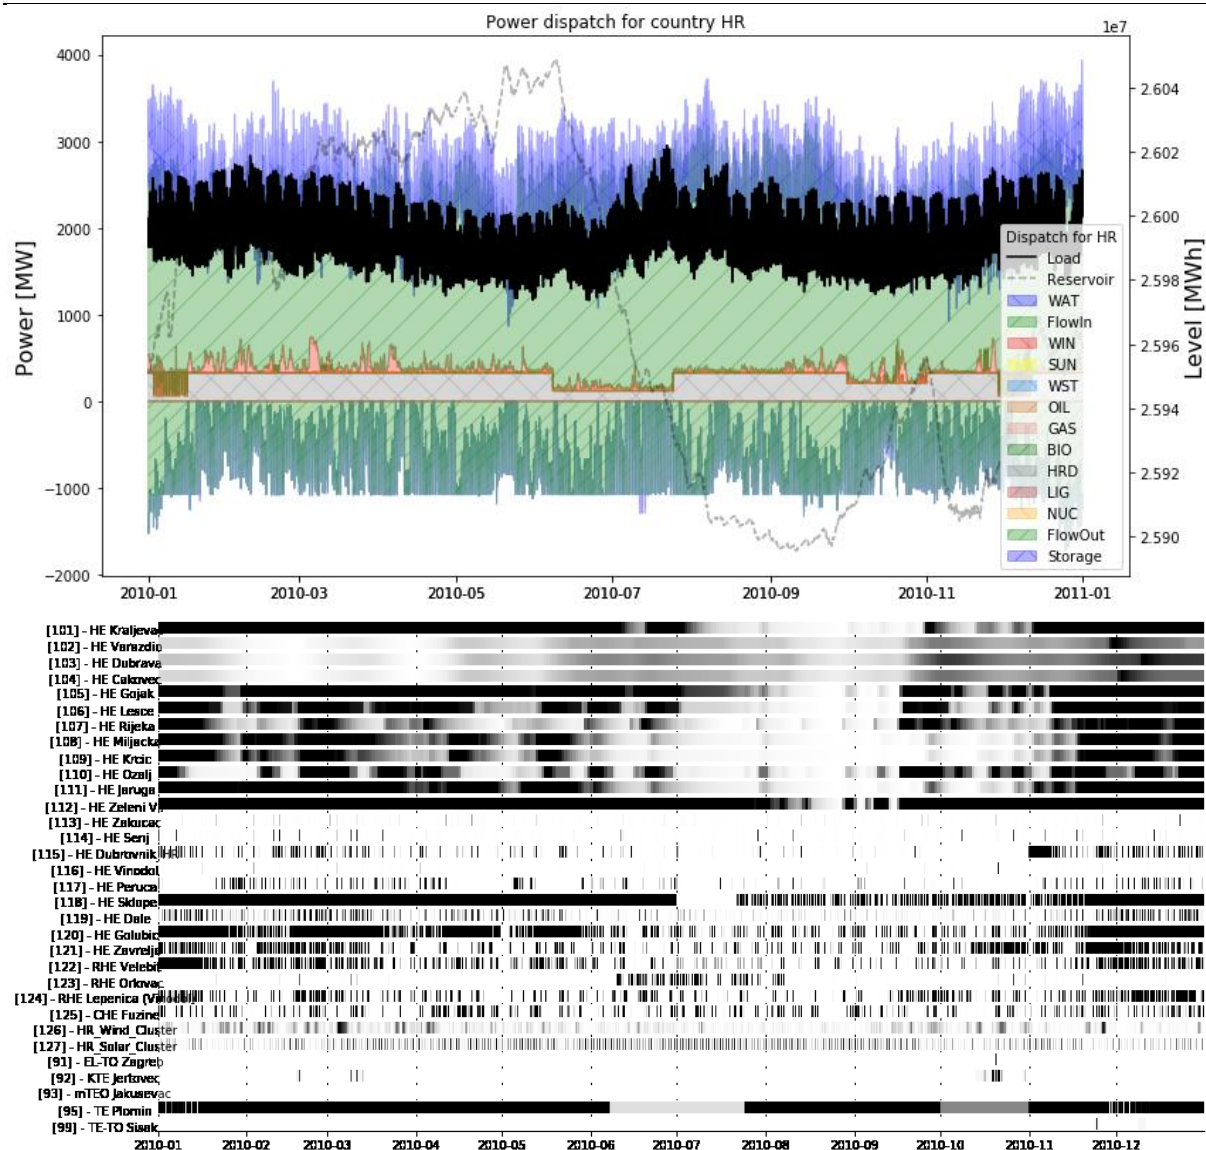 Power dispatch for country HR
1e7
4000
3000
2000
1000
0
−1000
−2000
Power [MW]
2.604
2.602
2.600
2.598
2.596
2.594
2.592
2.590
Level [MWh]
Dispatch for HR
Load
Reservoir
WAT
FlowIn
WIN
SUN
WST
OIL
GAS
BIO
HRD
LIG
NUC
FlowOut
Storage
2010-01 2010-03 2010-05 2010-07 2010-09 2010-11 2011-01
[101] - HE Kraljevac
[102] - HE Varazdin
[103] - HE Dubrava
[104] - HE Cakovec
[105] - HE Gojak
[106] - HE Lesce
[107] - HE Rijeka
[108] - HE Miljacka
[109] - HE Krcic
[110] - HE Ozalj
[111] - HE Jaruga
[112] - HE Zeleni V.
[113] - HE Zakucac
[114] - HE Senj
[115] - HE Dubrovnik HR
[116] - HE Vinodol
[117] - HE Peruca
[118] - HE Sklope
[119] - HE Dale
[120] - HE Golubic
[121] - HE Zavrelje
[122] - RHE Velebit
[123] - RHE Orlovac
[124] - RHE Lepenica (Vinodol)
[125] - CHE Fuzine
[126] - HR_Wind_Cluster
[127] - HR_Solar_Cluster
[91] - EL-TO Zagreb
[92] - KTE Jertovec
[93] - mTEO Jakusevac
[95] - TE Plomin
[99] - TE-TO Sisak
2010-01 2010-02 2010-03 2010-04 2010-05 2010-06 2010-07 2010-08 2010-09 2010-10 2010-11 2010-12